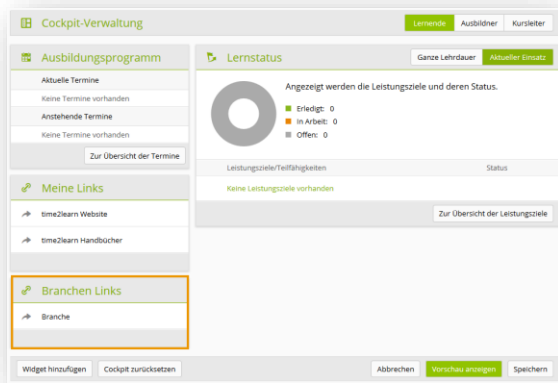 Cockpit-Verwaltung
Lernende Ausbildner Kursleiter
Ausbildungsprogramm
Aktuelle Termine
Keine Termine vorhanden
Anstehende Termine
Keine Termine vorhanden
Zur Übersicht der Termine
Meine Links
time2learn Website
time2learn Handbücher
Branchen Links
Branche
Lernstatus
Ganze Lehrdauer Aktueller Einsatz
Angezeigt werden die Leistungsziele und deren Status.
Erledigt: 0
In Arbeit: 0
Offen: 0
Leistungsziele/Teilfähigkeiten Status
Keine Leistungsziele vorhanden
Zur Übersicht der Leistungsziele
Widget hinzufügen Cockpit zurücksetzen Abbrechen Vorschau anzeigen Speichern